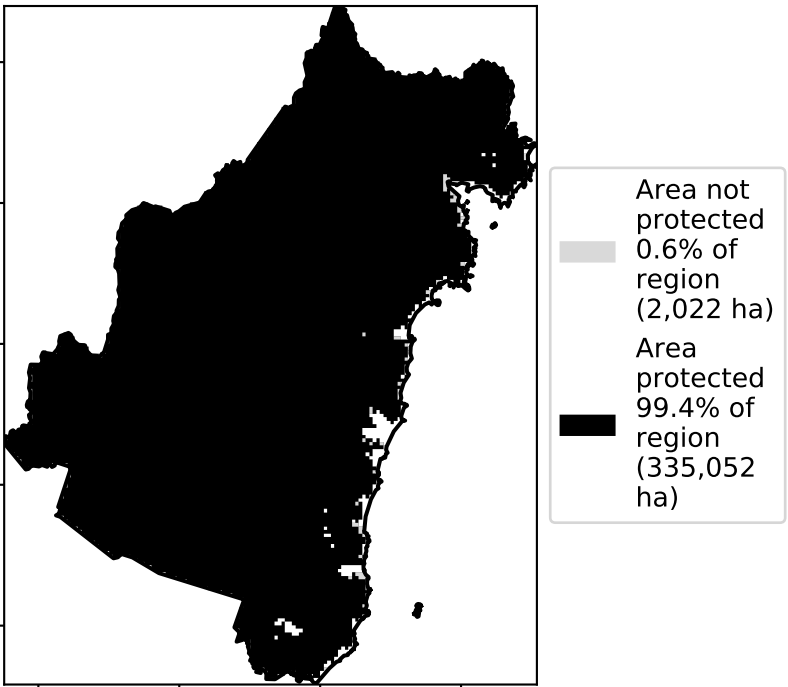 Area not
protected
0.6% of
region
(2,022 ha)
Area
protected
99.4% of
region
(335,052
ha)